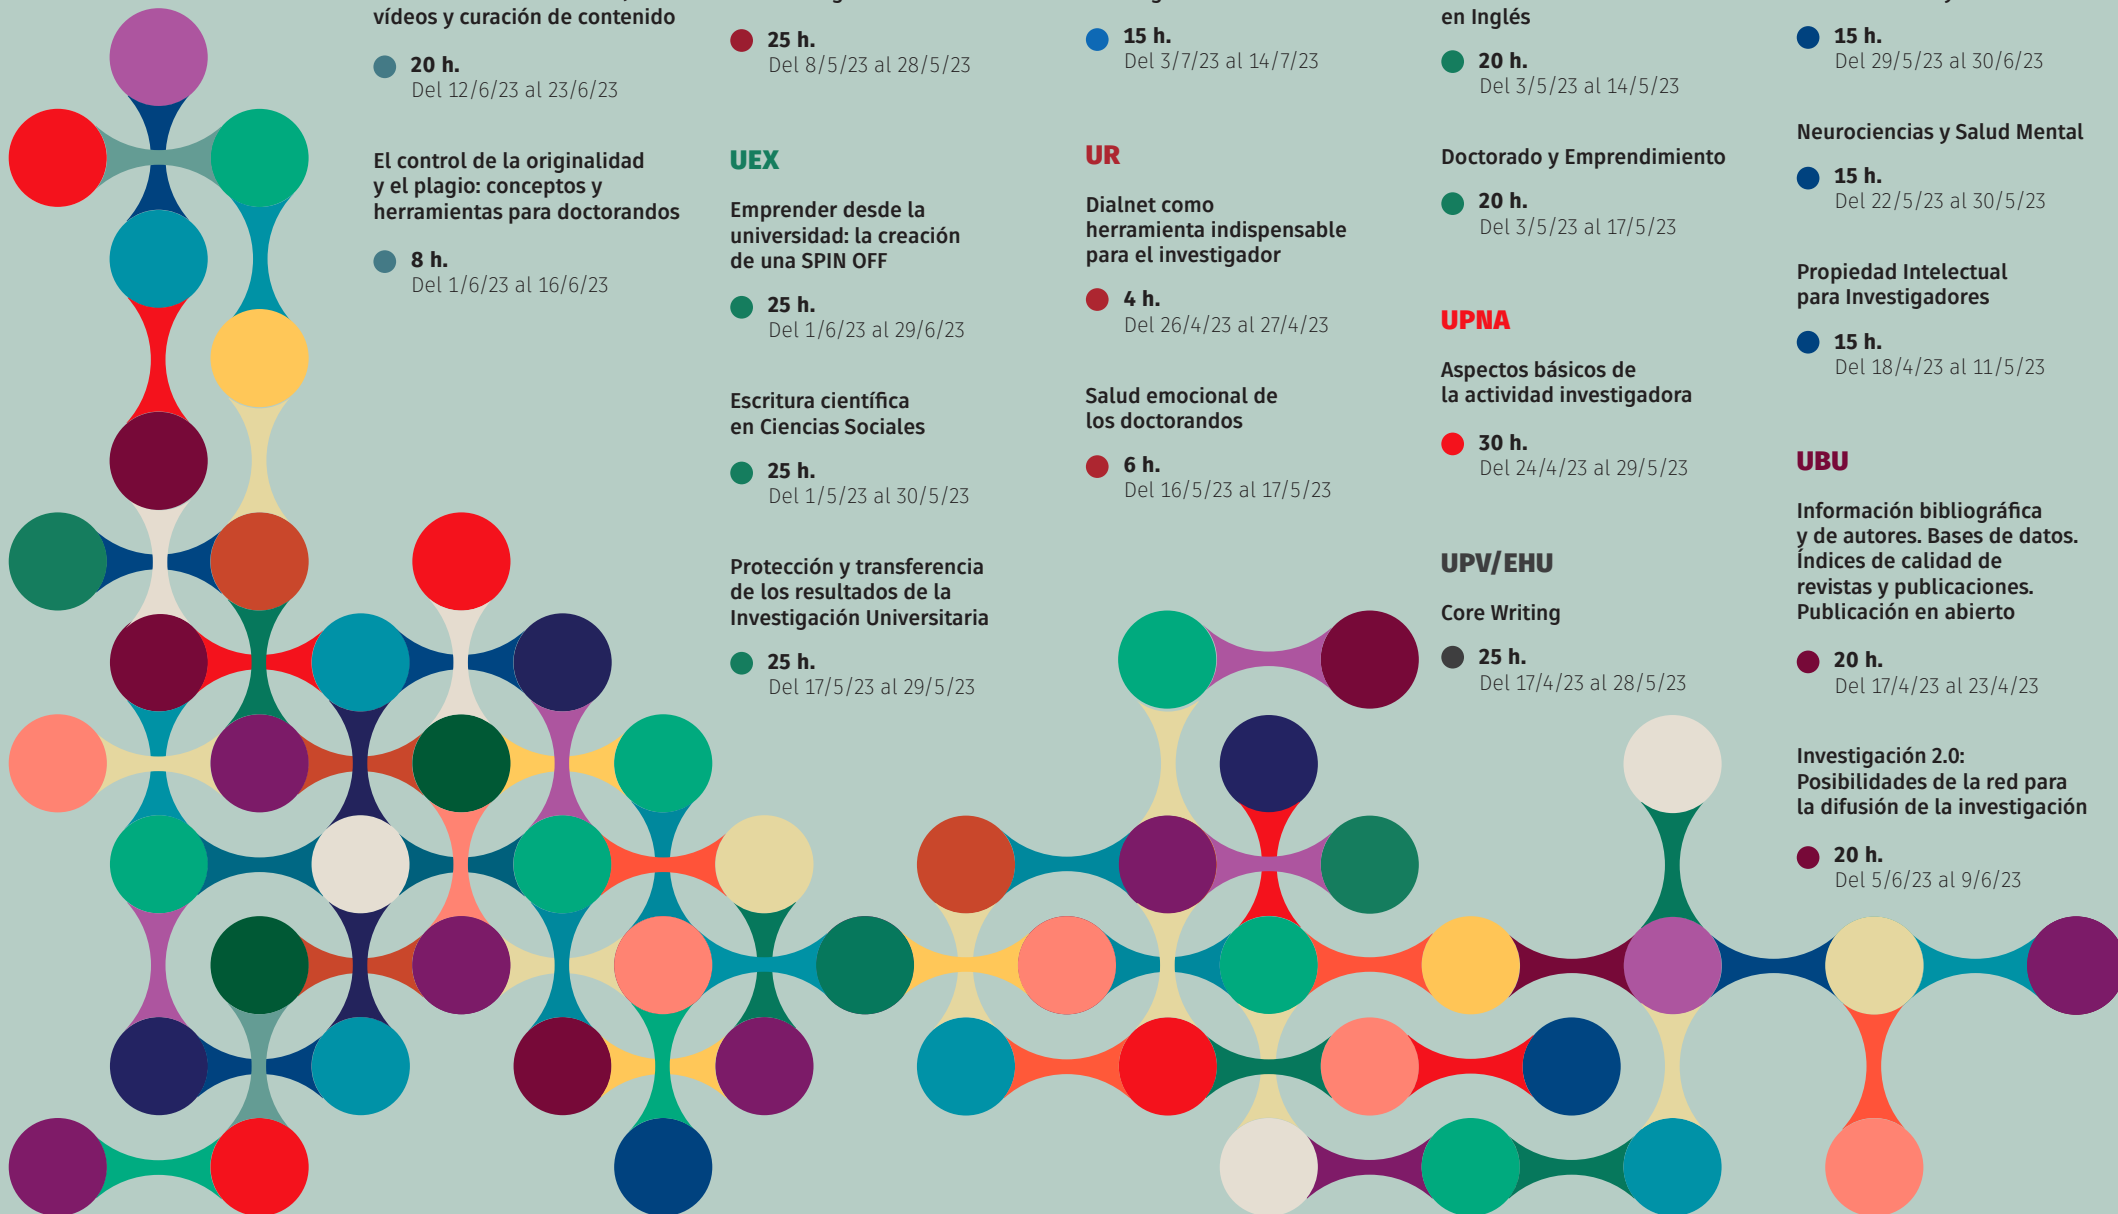 vídeos y curación de contenido
20 h.
Del 12/6/23 al 23/6/23
El control de la originalidad
y el plagio: conceptos y
herramientas para doctorandos
8 h.
Del 1/6/23 al 16/6/23
25 h.
Del 8/5/23 al 28/5/23
UEX
Emprender desde la
universidad: la creación
de una SPIN OFF
25 h.
Del 1/6/23 al 29/6/23
Escritura científica
en Ciencias Sociales
25 h.
Del 1/5/23 al 30/5/23
Protección y transferencia
de los resultados de la
Investigación Universitaria
25 h.
Del 17/5/23 al 29/5/23
15 h.
Del 3/7/23 al 14/7/23
UR
Dialnet como
herramienta indispensable
para el investigador
4 h.
Del 26/4/23 al 27/4/23
Salud emocional de
los doctorandos
6 h.
Del 16/5/23 al 17/5/23
en Inglés
20 h.
Del 3/5/23 al 14/5/23
Doctorado y Emprendimiento
20 h.
Del 3/5/23 al 17/5/23
UPNA
Aspectos básicos de
la actividad investigadora
30 h.
Del 24/4/23 al 29/5/23
UPV/EHU
Core Writing
25 h.
Del 17/4/23 al 28/5/23
15 h.
Del 29/5/23 al 30/6/23
Neurociencias y Salud Mental
15 h.
Del 22/5/23 al 30/5/23
Propiedad Intelectual
para Investigadores
15 h.
Del 18/4/23 al 11/5/23
UBU
Información bibliográfica
y de autores. Bases de datos.
Índices de calidad de
revistas y publicaciones.
Publicación en abierto
20 h.
Del 17/4/23 al 23/4/23
Investigación 2.0:
Posibilidades de la red para
la difusión de la investigación
20 h.
Del 5/6/23 al 9/6/23